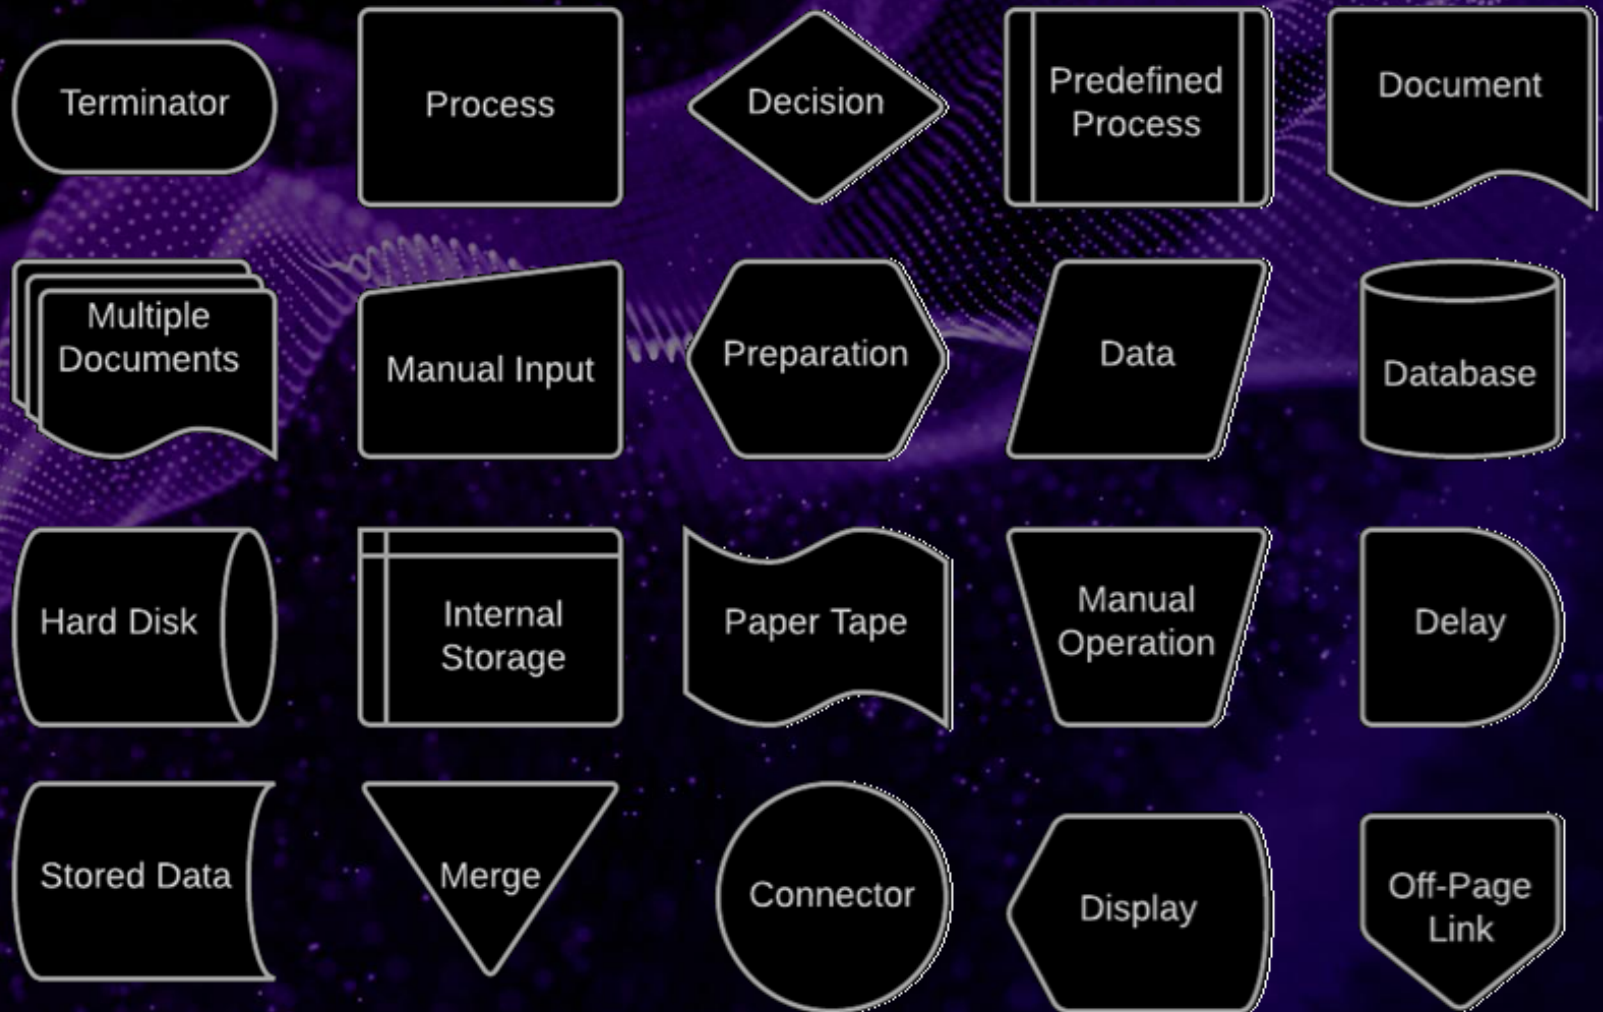 Terminator
Process
Decision
Predefined
Process
Document
Multiple
Documents
Manual Input
Preparation
Data
Database
Hard Disk
Internal
Storage
Paper Tape
Manual
Operation
Delay
Stored Data
Merge
Connector
Display
Off-Page
Link